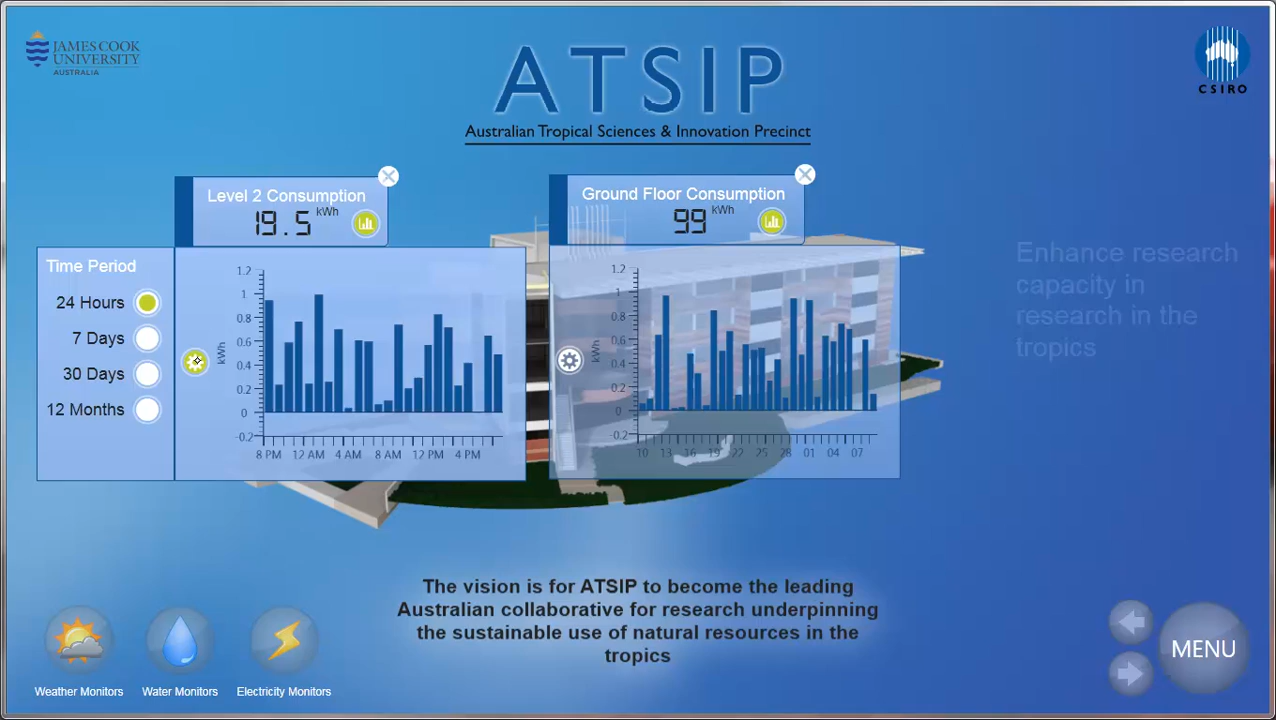 JAMES COOK
UNIVERSITY
AUSTRALIA
ATSIP
Australian Tropical Sciences & Innovation Precinct
CSIRO
Level 2 Consumption
19.5 kWh
Ground Floor Consumption
99 kWh
Time Period
24 Hours
7 Days
30 Days
12 Months
1.2
1
0.8
0.6
0.4
0.2
0
-0.2
kWh
8 PM 12 AM 4 AM 8 AM 12 PM 4 PM
1.2
1
0.8
0.6
0.4
0.2
0
-0.2
kWh
10 13 16 19 22 25 28 01 04 07
Enhance research
capacity in
research in the
tropics
The vision is for ATSIP to become the leading
Australian collaborative for research underpinning
the sustainable use of natural resources in the
tropics
Weather Monitors
Water Monitors
Electricity Monitors
MENU